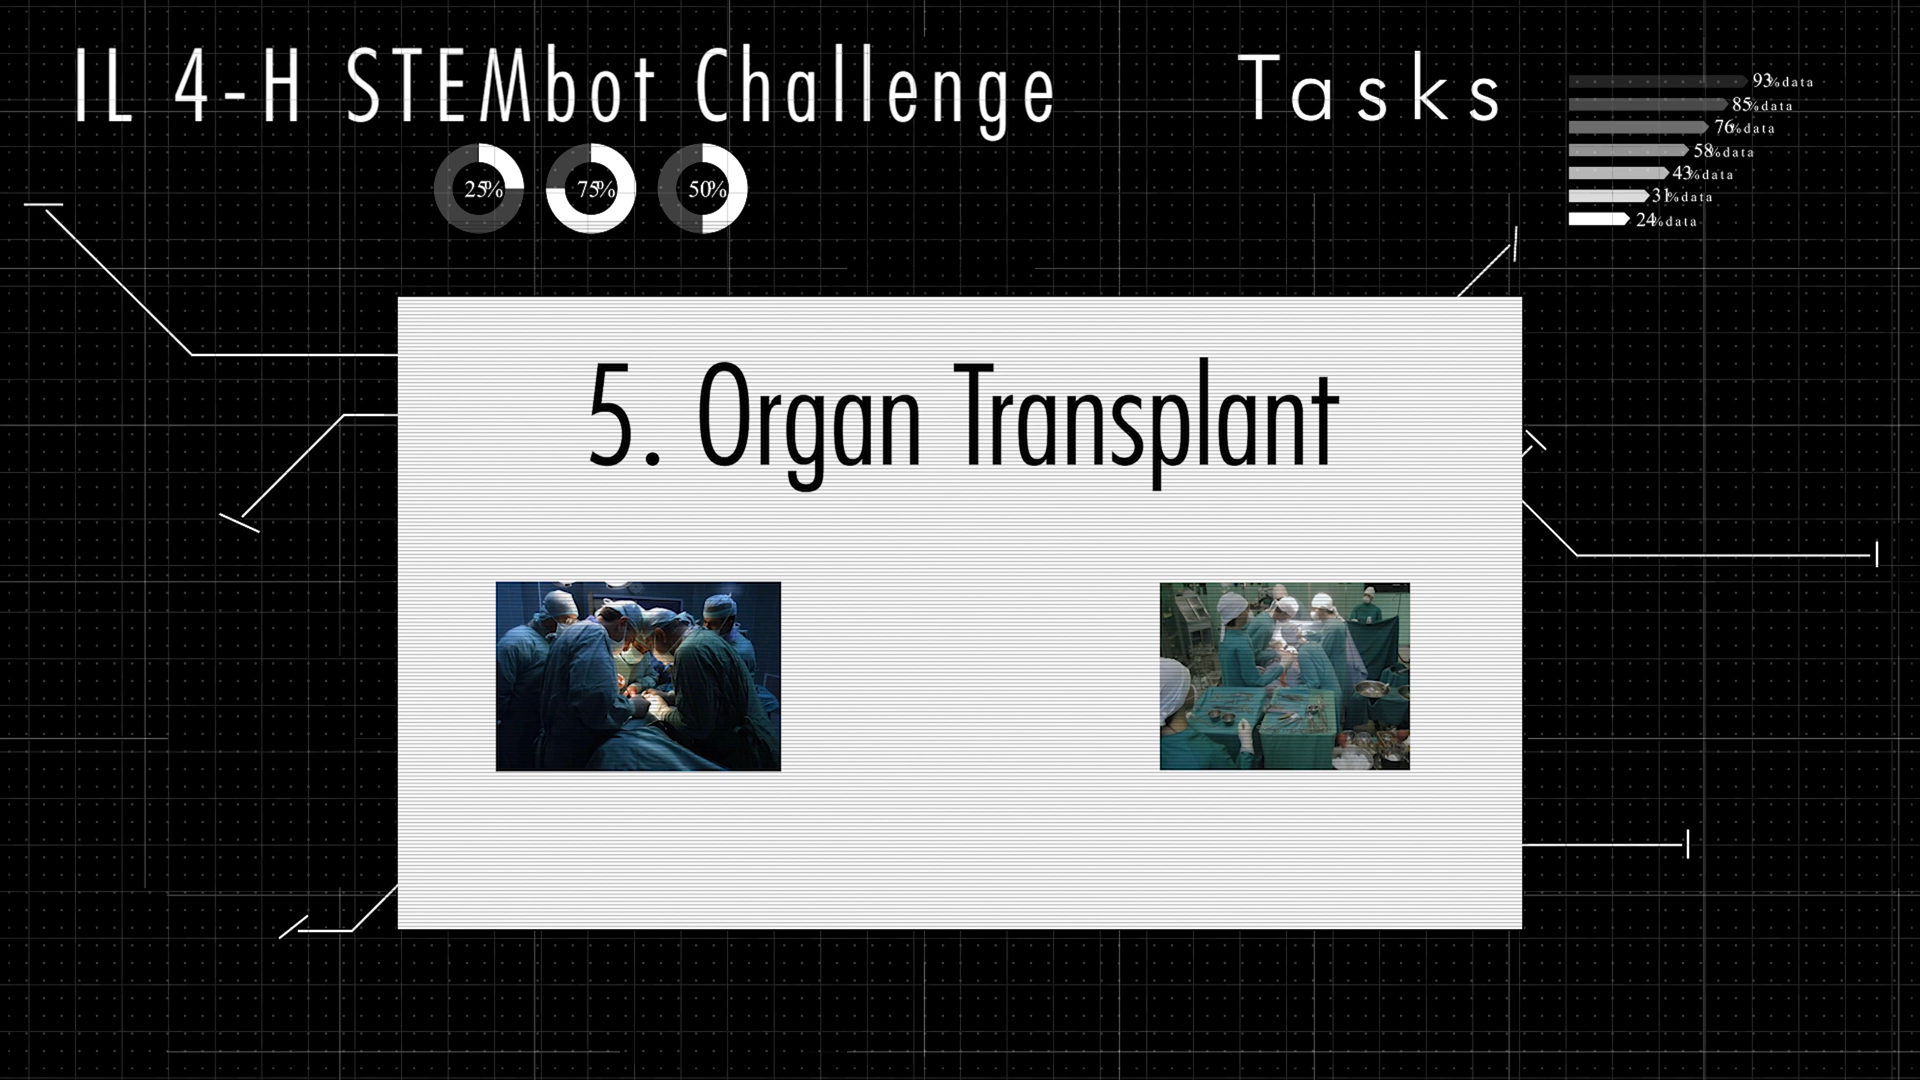 IL 4-H STEMbot Challenge Tasks
25%
75%
50%
93%data
85%data
76%data
58%data
43%data
31%data
24%data
5. Organ Transplant